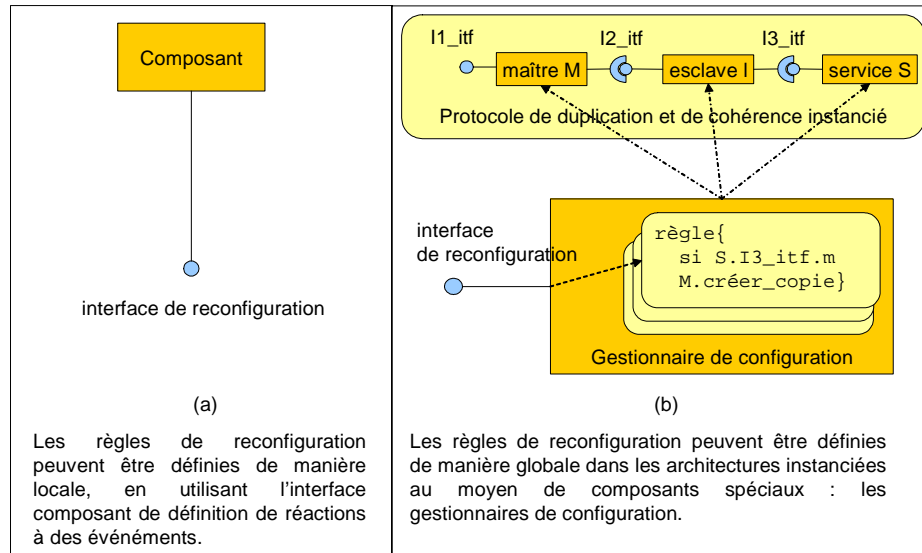 Composant
interface de reconfiguration
(a)
Les règles de reconfiguration
peuvent être définies de manière
locale, en utilisant l'interface
composant de définition de réactions
à des événéments.
I1_itf
I2_itf
I3_itf
maître M
esclave I
service S
Protocole de duplication et de cohérence instancié
interface
de reconfiguration
règle{
si S.I3_itf.m
M.créer_copie}
Gestionnaire de configuration
(b)
Les règles de reconfiguration peuvent être définies
de manière globale dans les architectures instanciées
au moyen de composants spéciaux : les
gestionnaires de configuration.